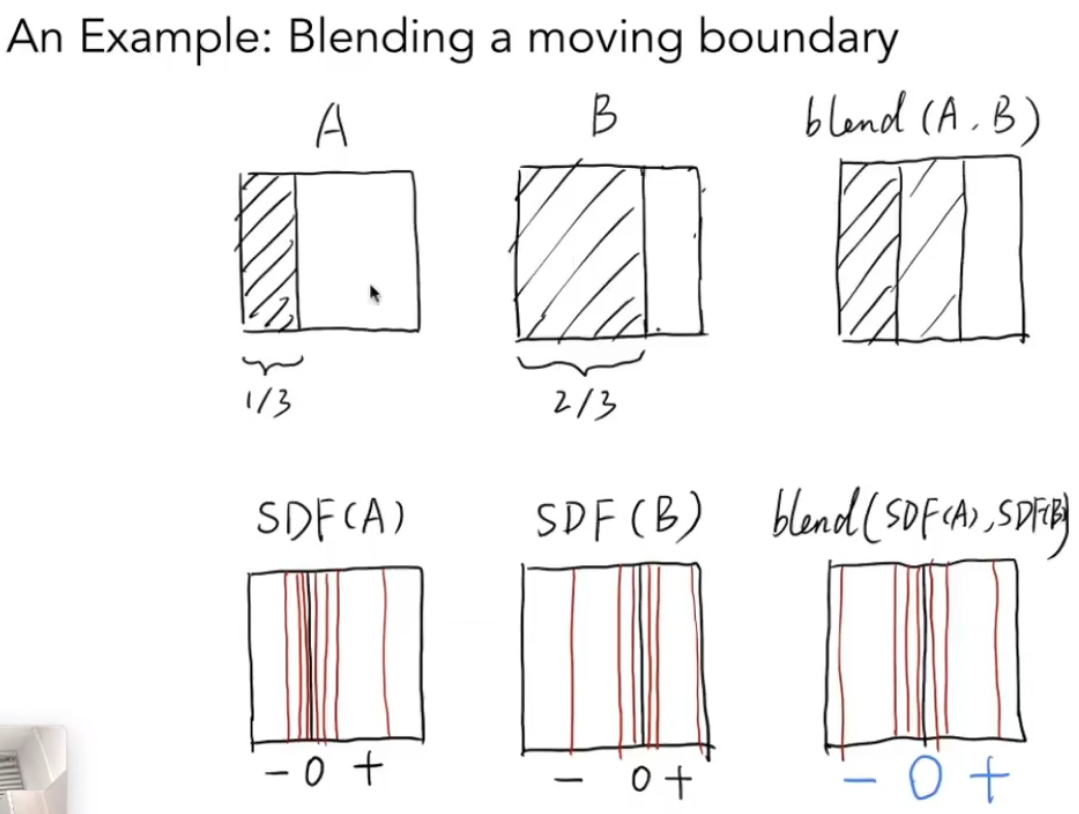 An Example: Blending a moving boundary
A B blend (A, B)
1/3 2/3
SDF(A) SDF(B) blend(SDF(A), SDF(B))
- 0 + - 0 + - 0 +